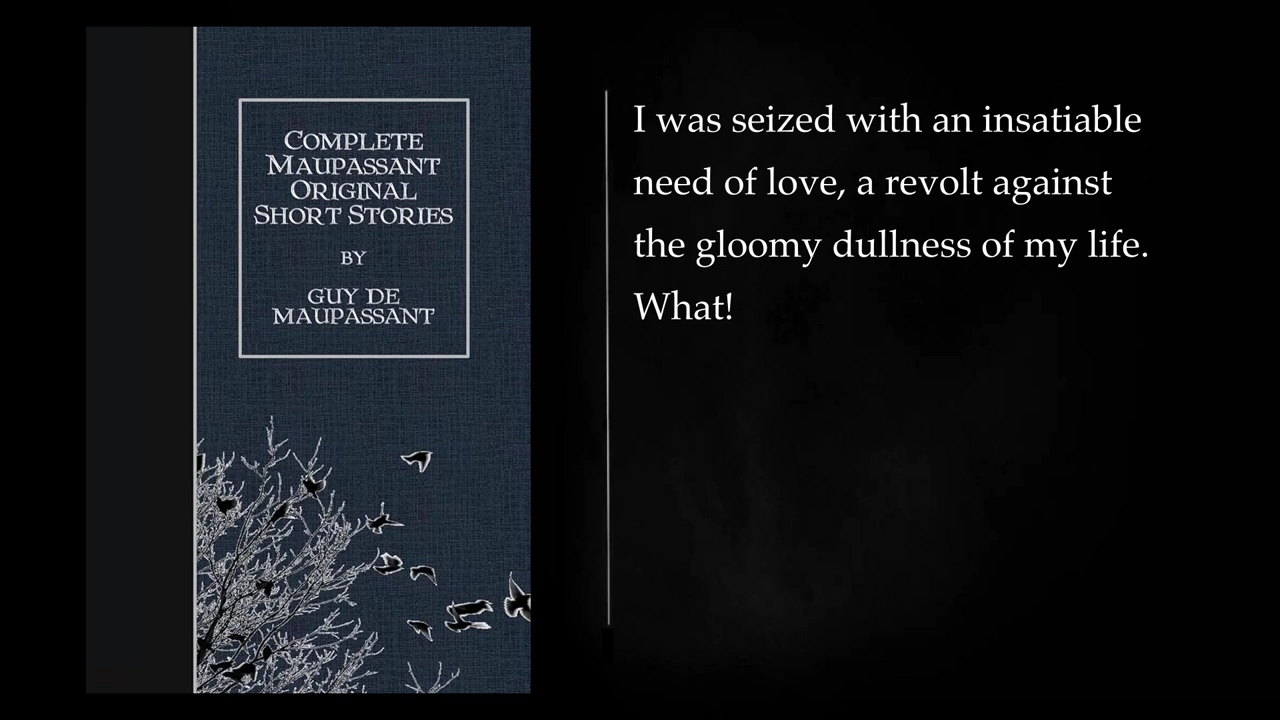 COMPLETE
MAUPASSANT
ORIGINAL
SHORT STORIES
BY
GUY DE
MAUPASSANT
I was seized with an insatiable
need of love, a revolt against
the gloomy dullness of my life.
What!